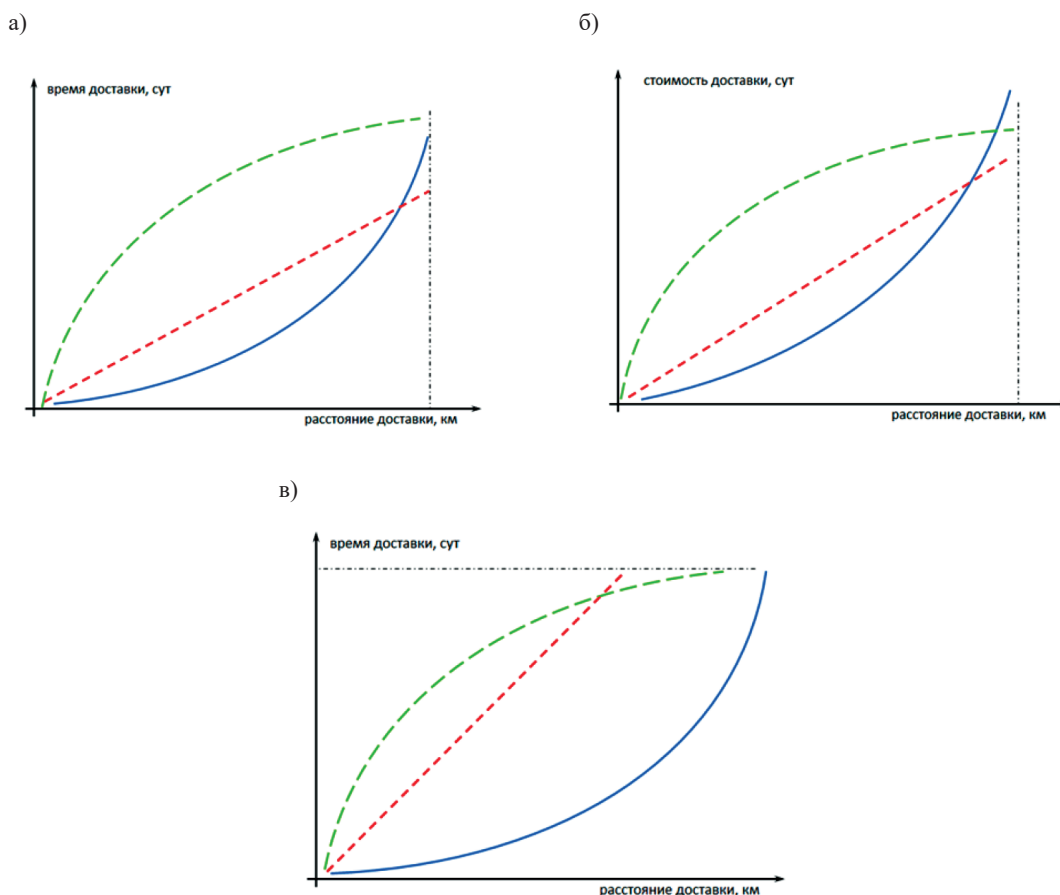 а)
б)
время доставки, сут
стоимость доставки, сут
расстояние доставки, км
расстояние доставки, км
в)
время доставки, сут
расстояние доставки, км